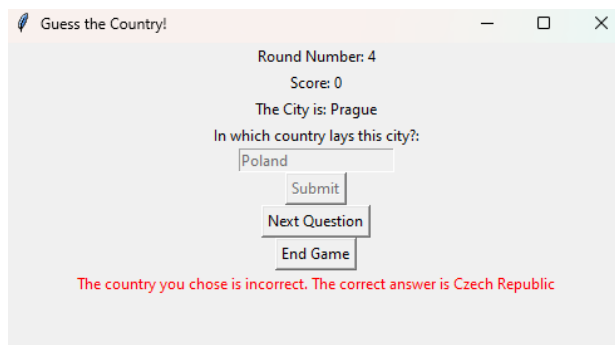 Guess the Country!
Round Number: 4
Score: 0
The City is: Prague
In which country lays this city?:
Poland
Submit
Next Question
End Game
The country you chose is incorrect. The correct answer is Czech Republic